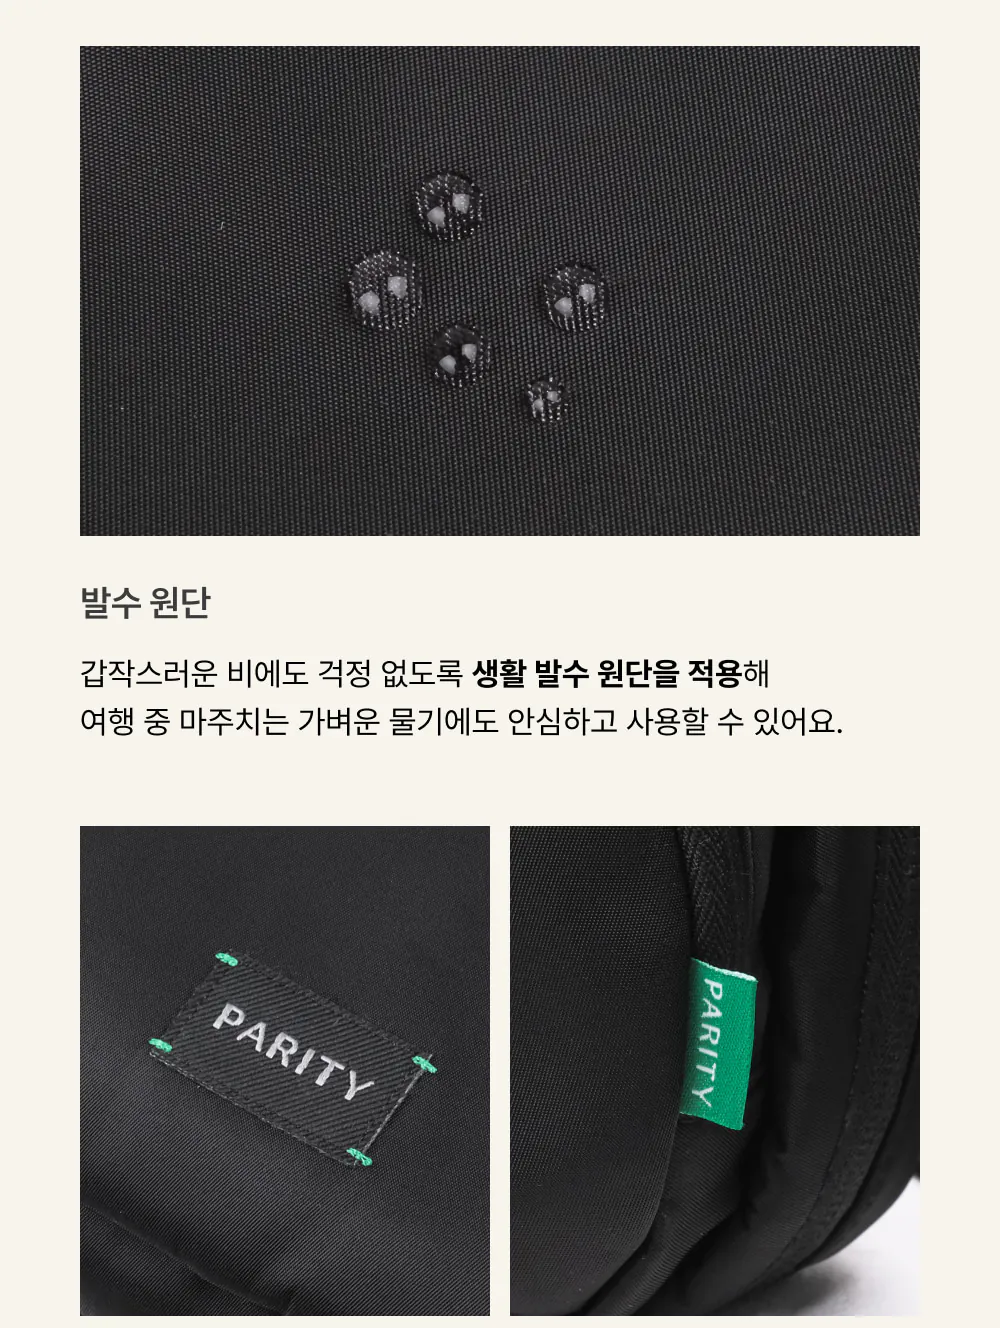 발수 원단
갑작스러운 비에도 걱정 없도록 생활 발수 원단을 적용해
여행 중 마주치는 가벼운 물기에도 안심하고 사용할 수 있어요.
PARITY
PARITY